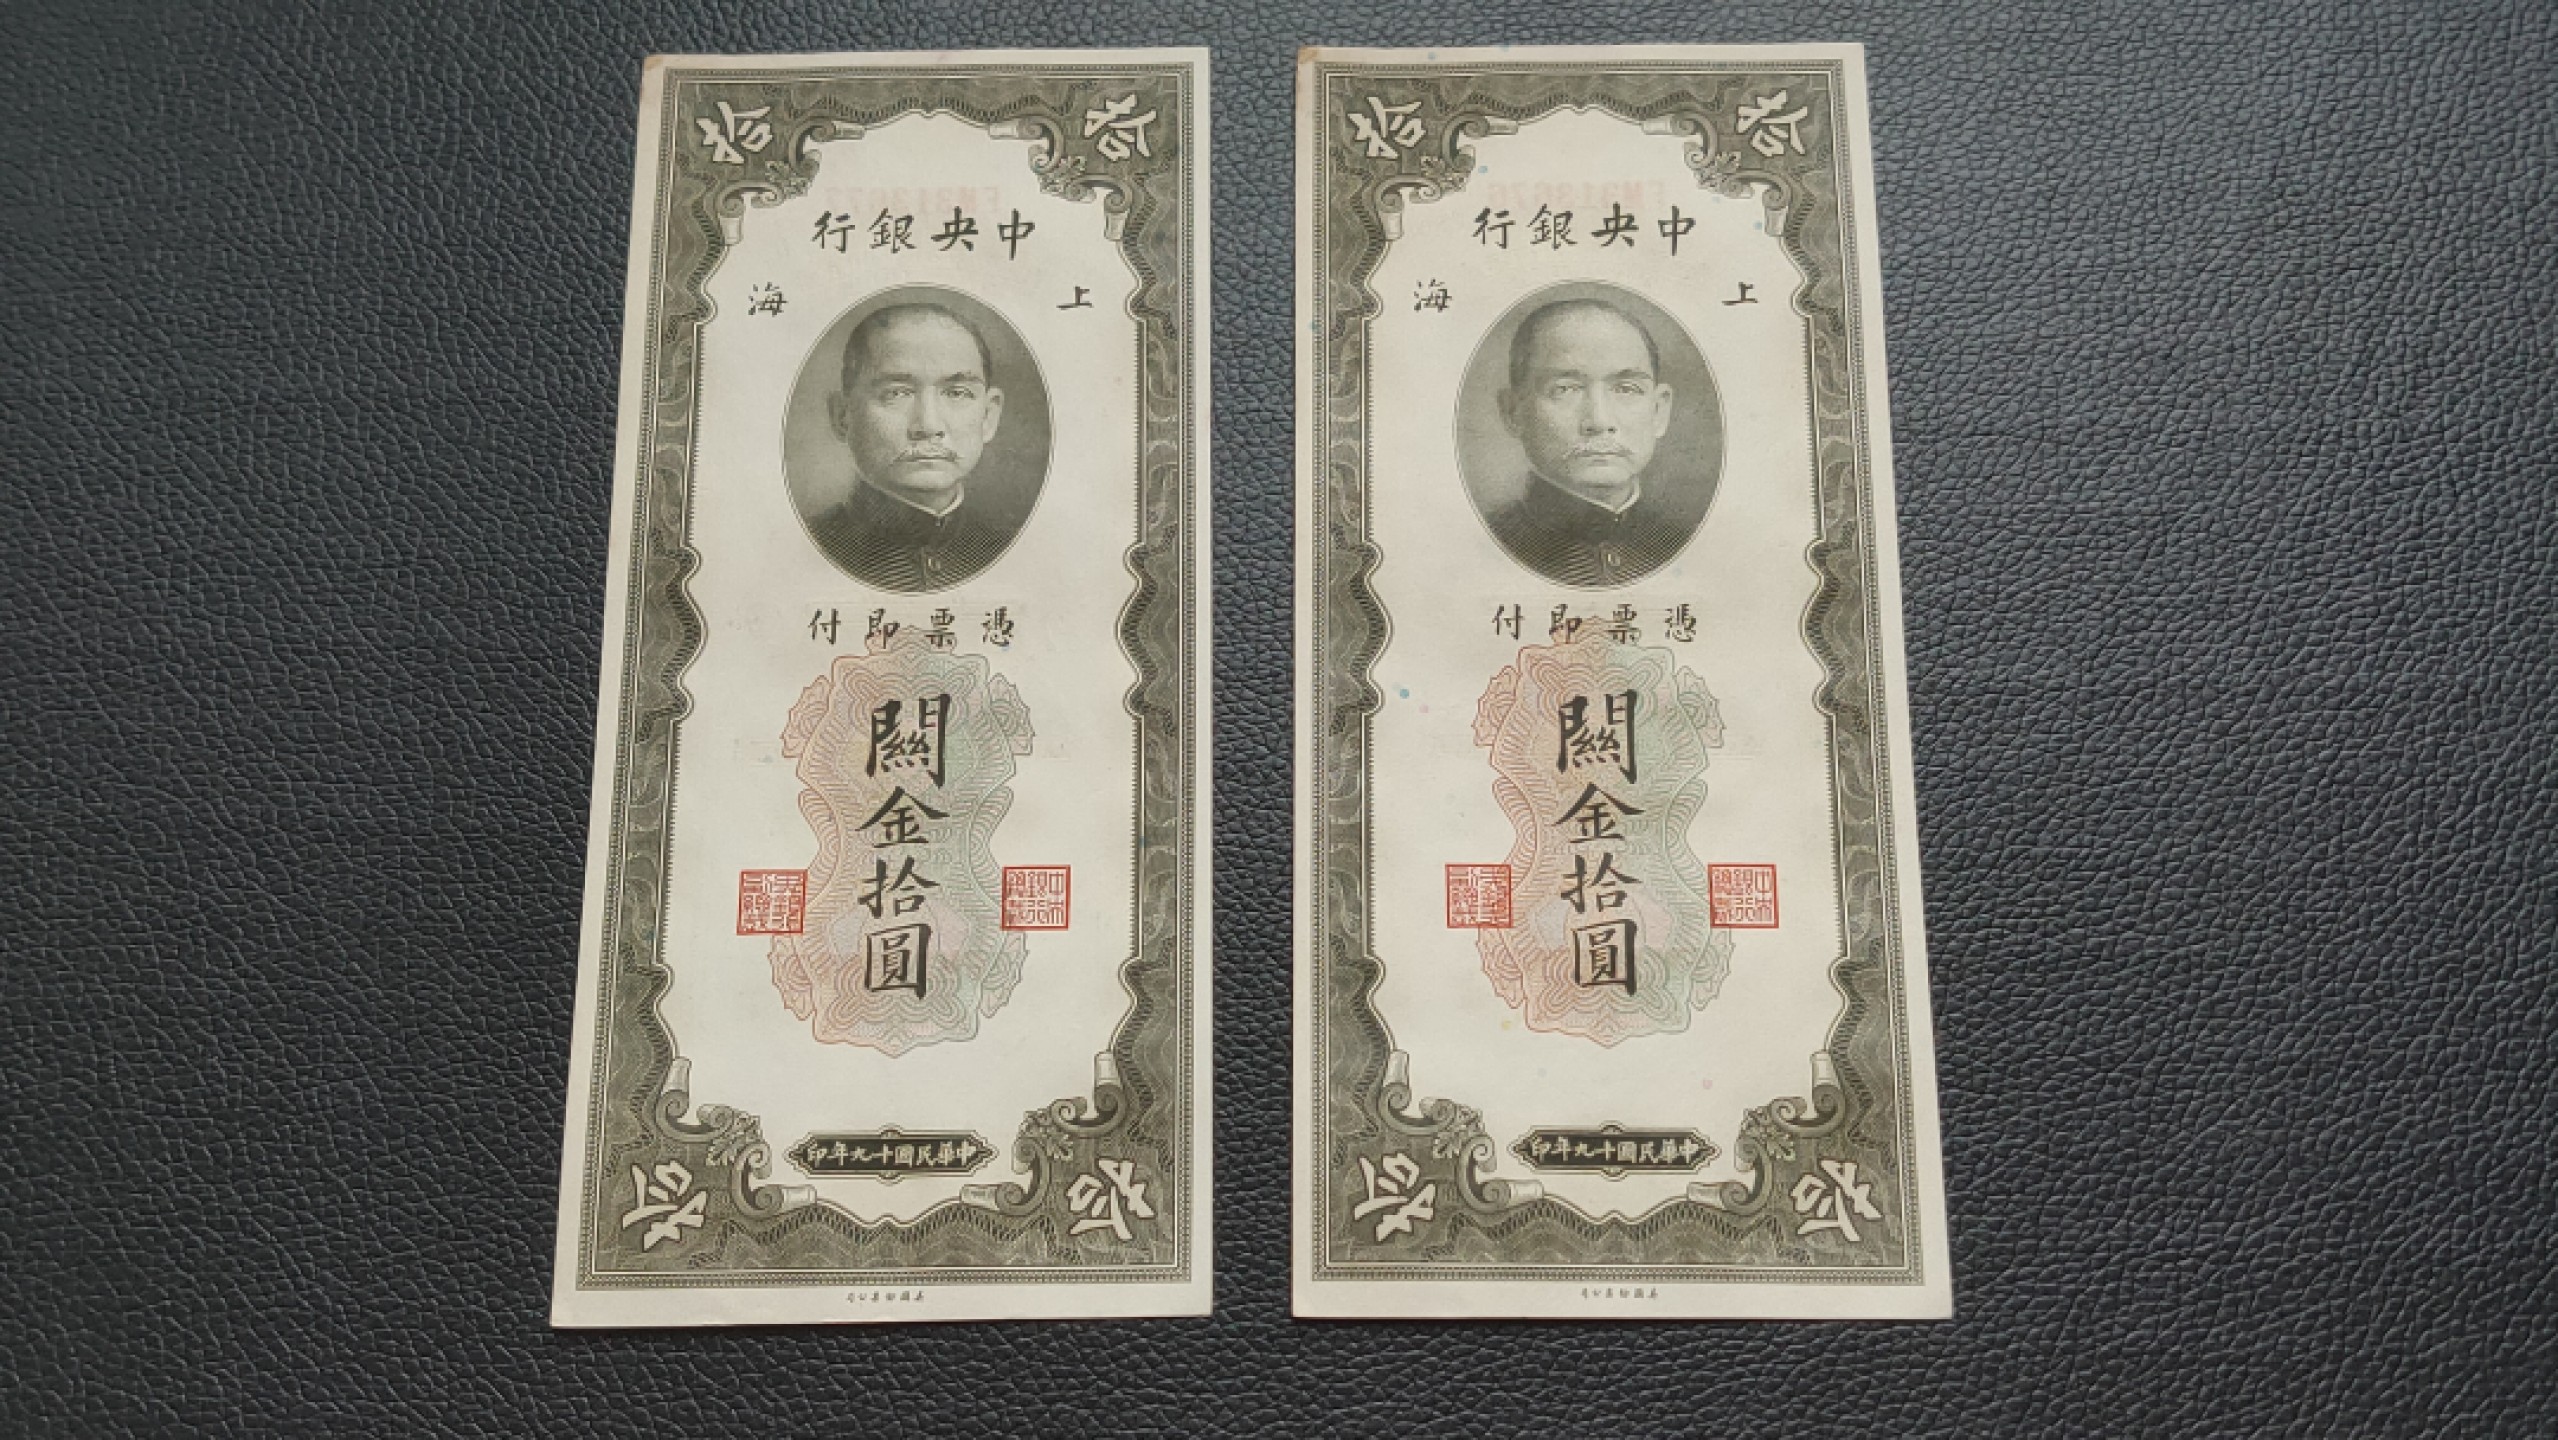 拾 拾
中央銀行
上海
憑票即付
關金拾圓
中華民國十九年印
拾 拾
拾 拾
中央銀行
上海
憑票即付
關金拾圓
中華民國十九年印
拾 拾